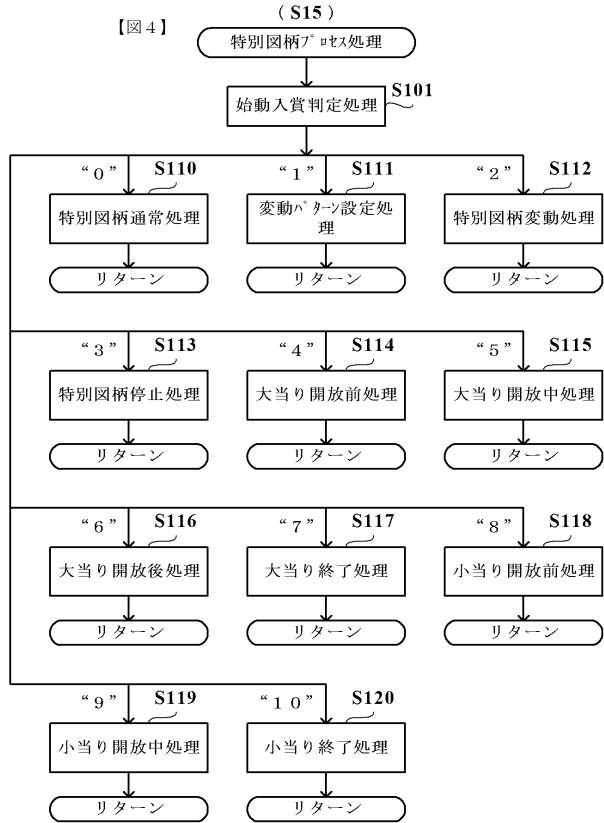 (S15)
【図4】
特別図柄ﾌﾟﾛｾｽ処理
S101
始動入賞判定処理
“0” S110 “1” S111 “2” S112
特別図柄通常処理
変動ﾊﾟﾀｰﾝ設定処
理
特別図柄変動処理
リターン リターン リターン
“3” S113 “4” S114 “5” S115
特別図柄停止処理 大当り開放前処理 大当り開放中処理
リターン リターン リターン
“6” S116 “7” S117 “8” S118
大当り開放後処理 大当り終了処理 小当り開放前処理
リターン リターン リターン
“9” S119 “10” S120
小当り開放中処理 小当り終了処理
リターン リターン